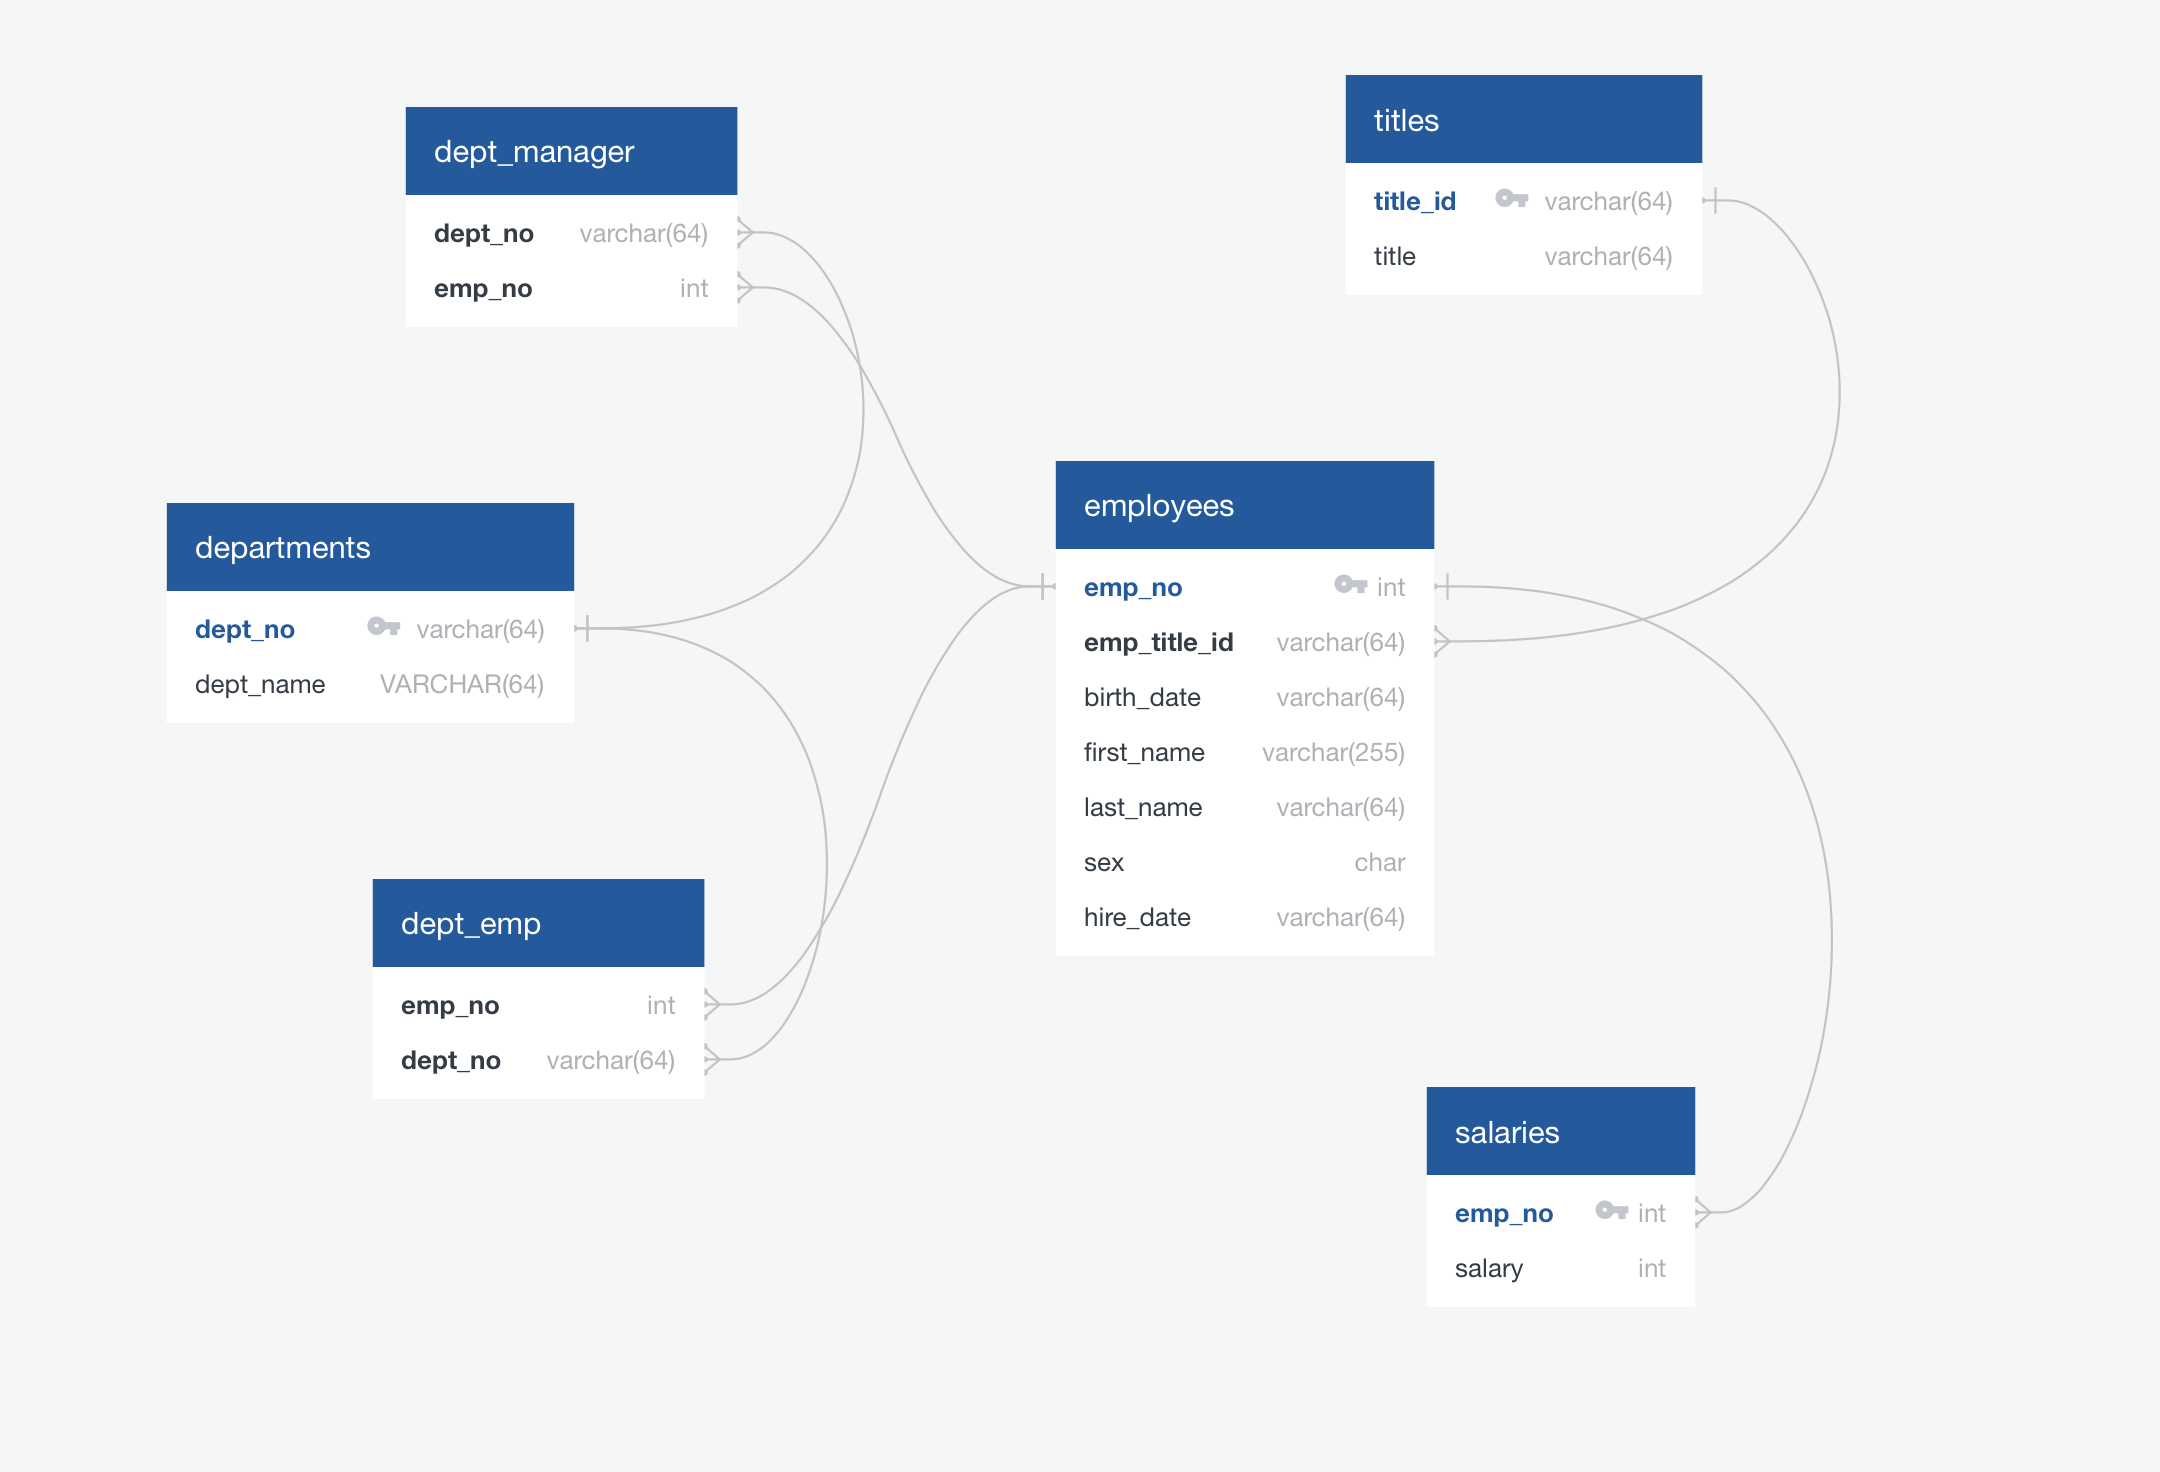 dept_manager
dept_no varchar(64)
emp_no int
titles
title_id varchar(64)
title varchar(64)
departments
dept_no varchar(64)
dept_name VARCHAR(64)
employees
emp_no int
emp_title_id varchar(64)
birth_date varchar(64)
first_name varchar(255)
last_name varchar(64)
sex char
hire_date varchar(64)
dept_emp
emp_no int
dept_no varchar(64)
salaries
emp_no int
salary int